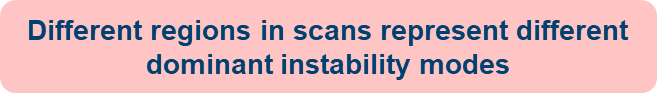 Different regions in scans represent different
dominant instability modes